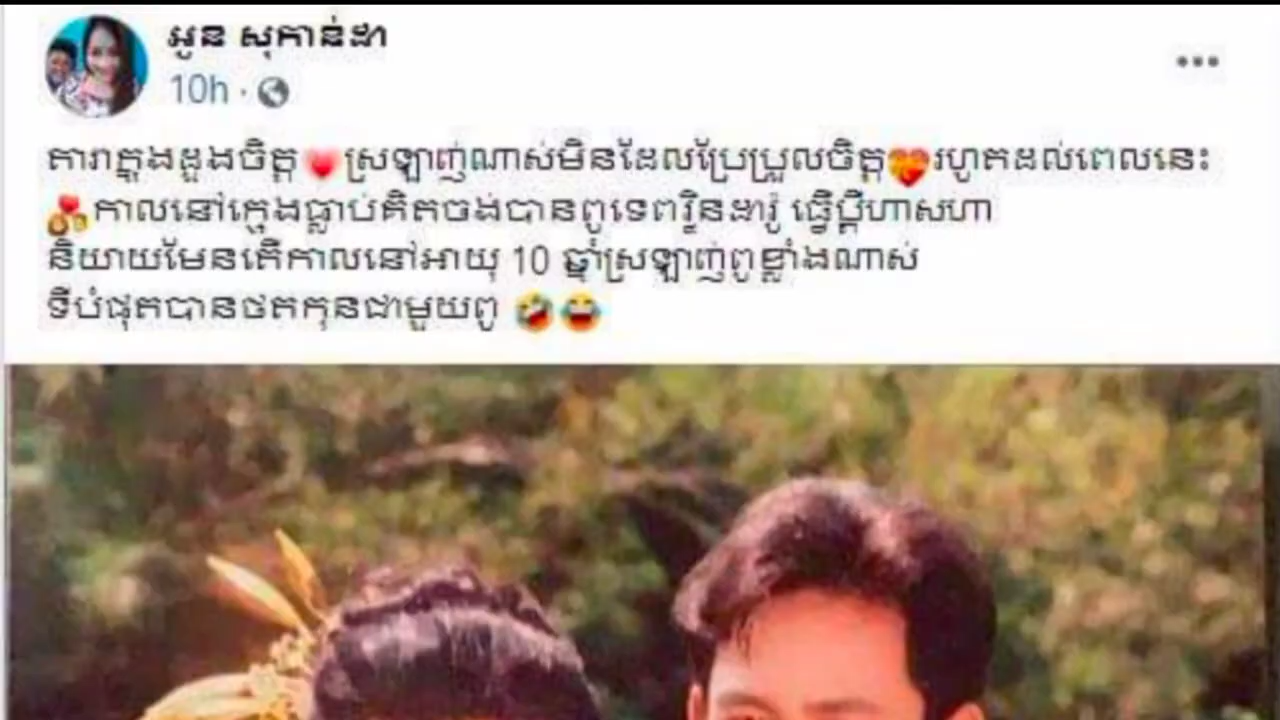 អូន សុកាន់ដា
10h ·
តារាក្នុងដួងចិត្ត❤️ស្រឡាញ់ណាស់មិនដែលប្រែប្រួលចិត្ត💝រហូតដល់ពេលនេះ
💏កាលនៅក្មេងធ្លាប់គិតចង់បានពូទេពរ្និនដារ៉ូ ធ្វើប្ដីហាសហា
និយាយមែនតើកាលនៅអាយុ 10 ឆ្នាំស្រឡាញ់ពូខ្លាំងណាស់
ទីបំផុតបានថតកុនជាមួយពូ 🤣😂